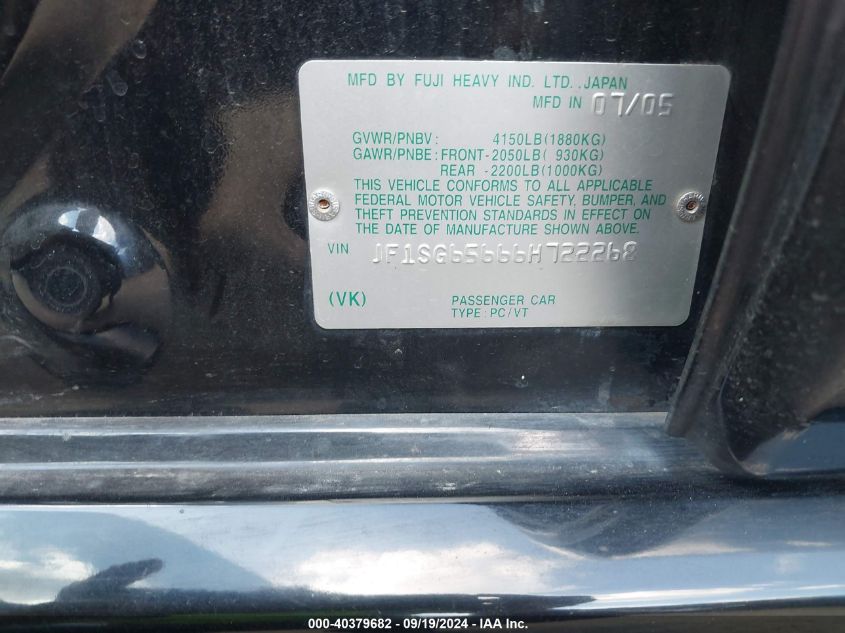 MFD BY FUJI HEAVY IND. LTD., JAPAN
MFD IN 07/05
GVWR/PNBV: 4150LB(1880KG)
GAWR/PNBE: FRONT-2050LB( 930KG)
REAR -2200LB(1000KG)
THIS VEHICLE CONFORMS TO ALL APPLICABLE
FEDERAL MOTOR VEHICLE SAFETY, BUMPER, AND
THEFT PREVENTION STANDARDS IN EFFECT ON
THE DATE OF MANUFACTURE SHOWN ABOVE.
VIN JF1SG65666H722268
(VK) PASSENGER CAR
TYPE: PC/VT
000-40379682 - 09/19/2024 - IAA Inc.